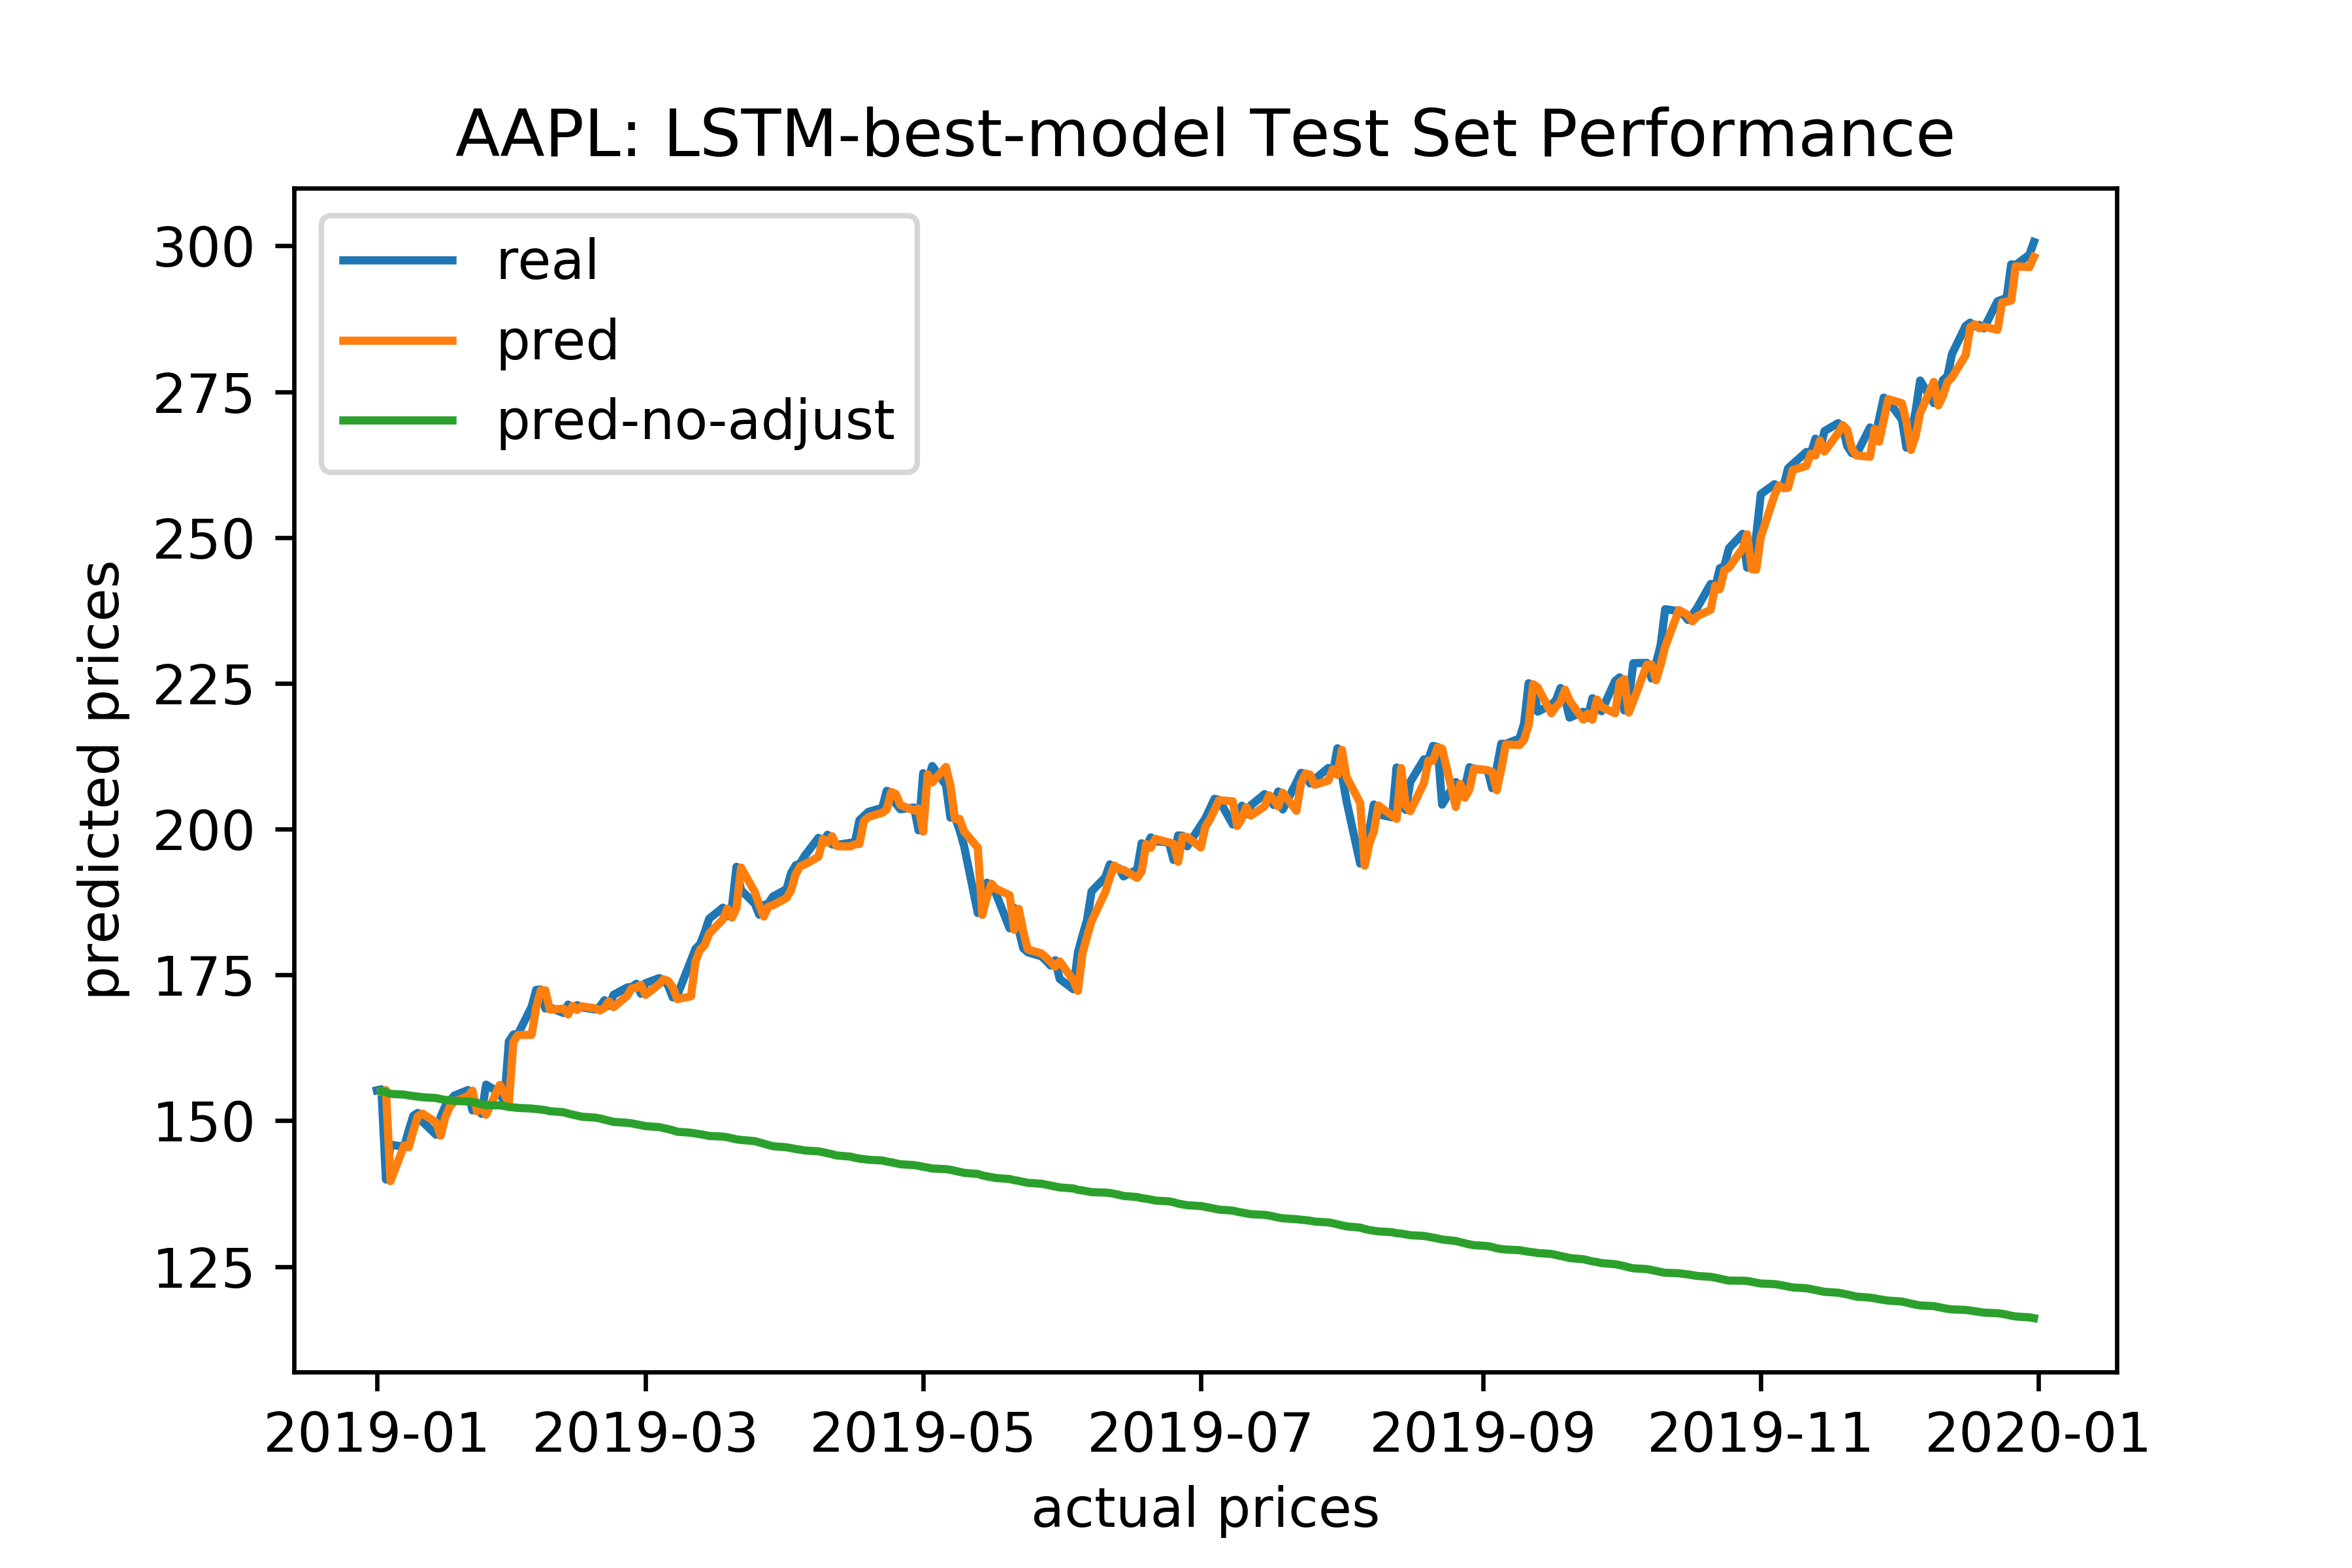 AAPL: LSTM-best-model Test Set Performance
real
pred
pred-no-adjust
300
275
250
225
200
175
150
125
predicted prices
2019-01 2019-03 2019-05 2019-07 2019-09 2019-11 2020-01
actual prices